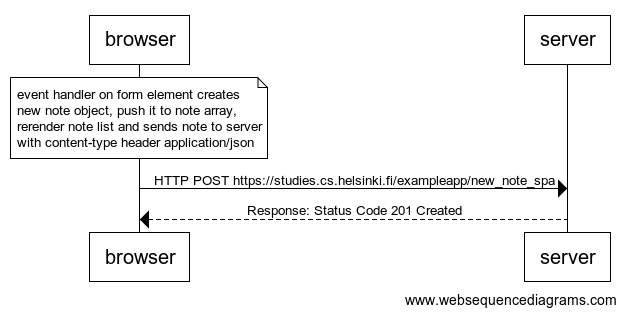 browser
server
event handler on form element creates
new note object, push it to note array,
rerender note list and sends note to server
with content-type header application/json
HTTP POST https://studies.cs.helsinki.fi/exampleapp/new_note_spa
Response: Status Code 201 Created
browser
server
www.websequencediagrams.com